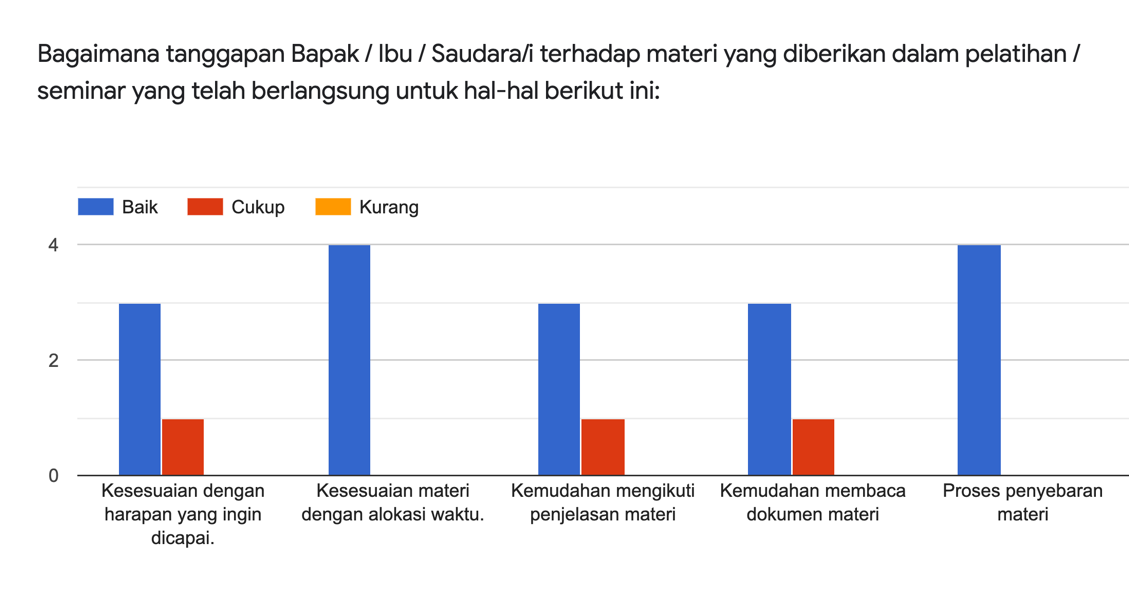 Bagaimana tanggapan Bapak / Ibu / Saudara/i terhadap materi yang diberikan dalam pelatihan /
seminar yang telah berlangsung untuk hal-hal berikut ini:
Baik
Cukup
Kurang
4
2
0
Kesesuaian dengan
harapan yang ingin
dicapai.
Kesesuaian materi
dengan alokasi waktu.
Kemudahan mengikuti
penjelasan materi
Kemudahan membaca
dokumen materi
Proses penyebaran
materi